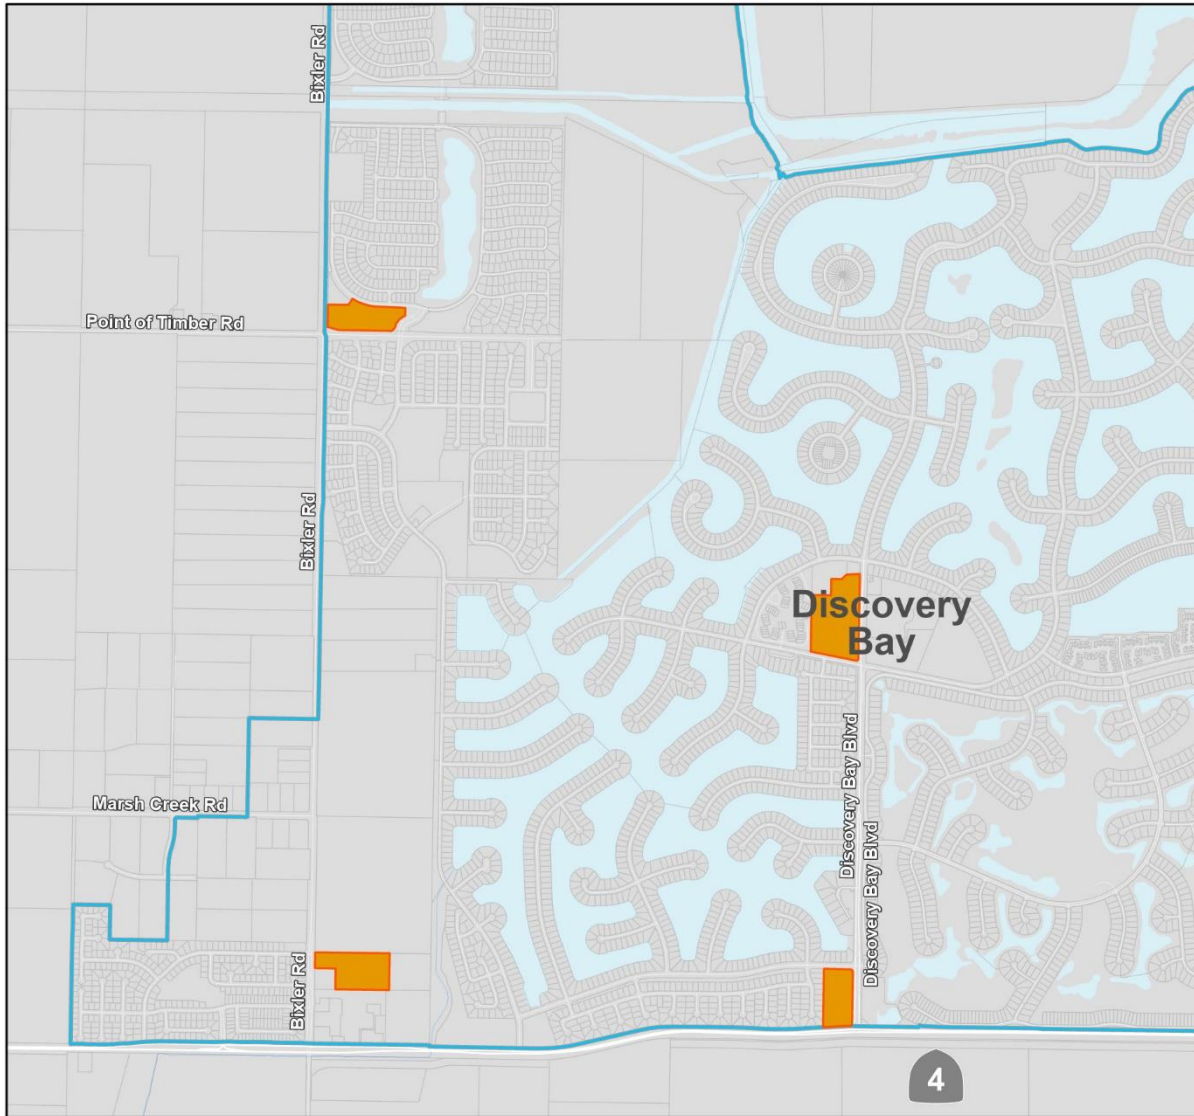 Bixler Rd
Point of Timber Rd
Bixler Rd
Discovery
Bay
Discovery Bay Blvd
Marsh Creek Rd
Discovery Bay Blvd
Bixler Rd
4